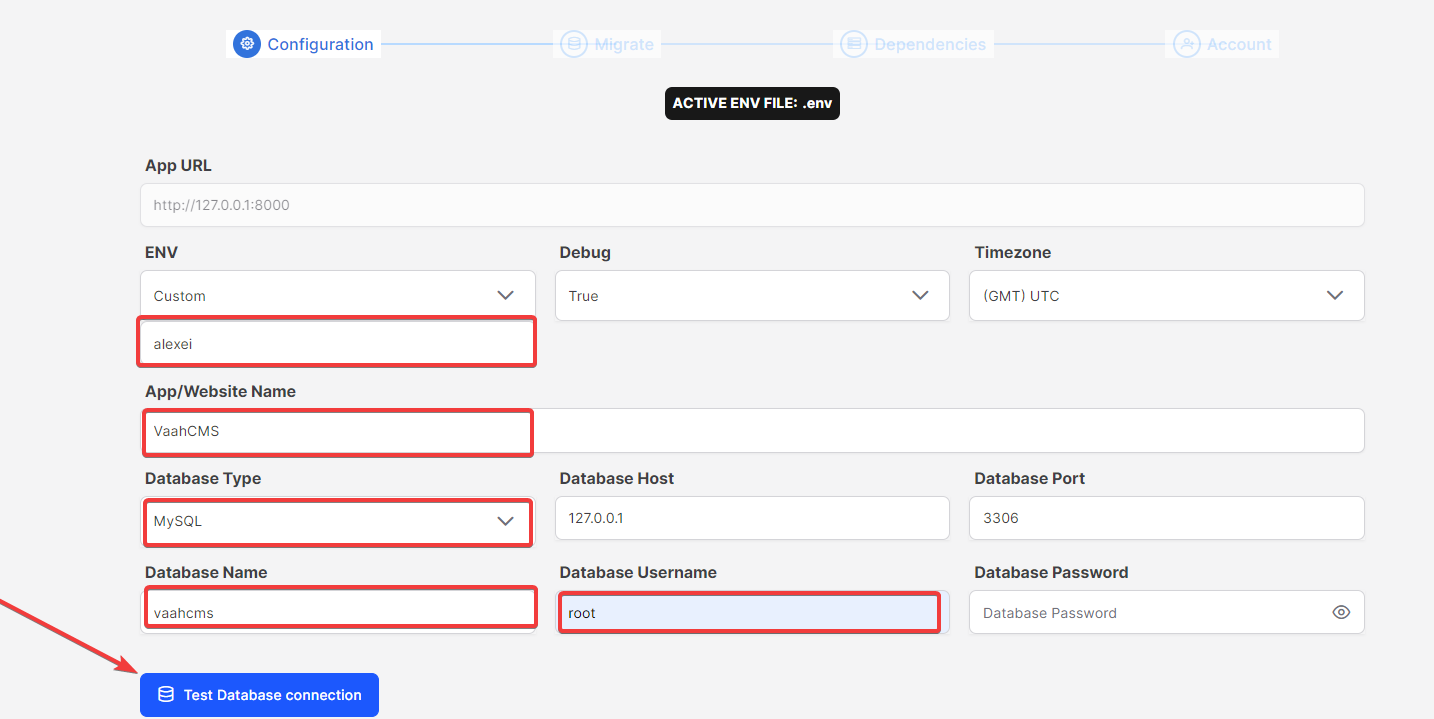 Configuration Migrate Dependencies Account
ACTIVE ENV FILE: .env
App URL
http://127.0.0.1:8000
ENV Debug Timezone
Custom True (GMT) UTC
alexei
App/Website Name
VaahCMS
Database Type Database Host Database Port
MySQL 127.0.0.1 3306
Database Name Database Username Database Password
vaahcms root Database Password
Test Database connection